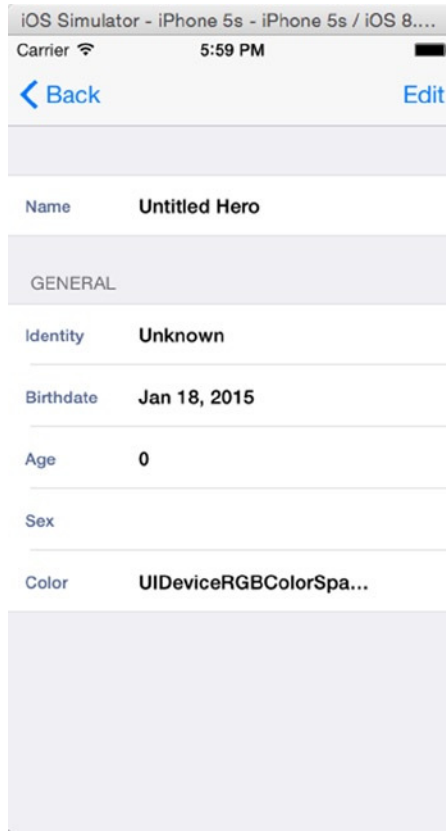 iOS Simulator - iPhone 5s - iPhone 5s / iOS 8....
Carrier 5:59 PM
Back Edit
Name Untitled Hero
GENERAL
Identity Unknown
Birthdate Jan 18, 2015
Age 0
Sex
Color UIDeviceRGBColorSpa...